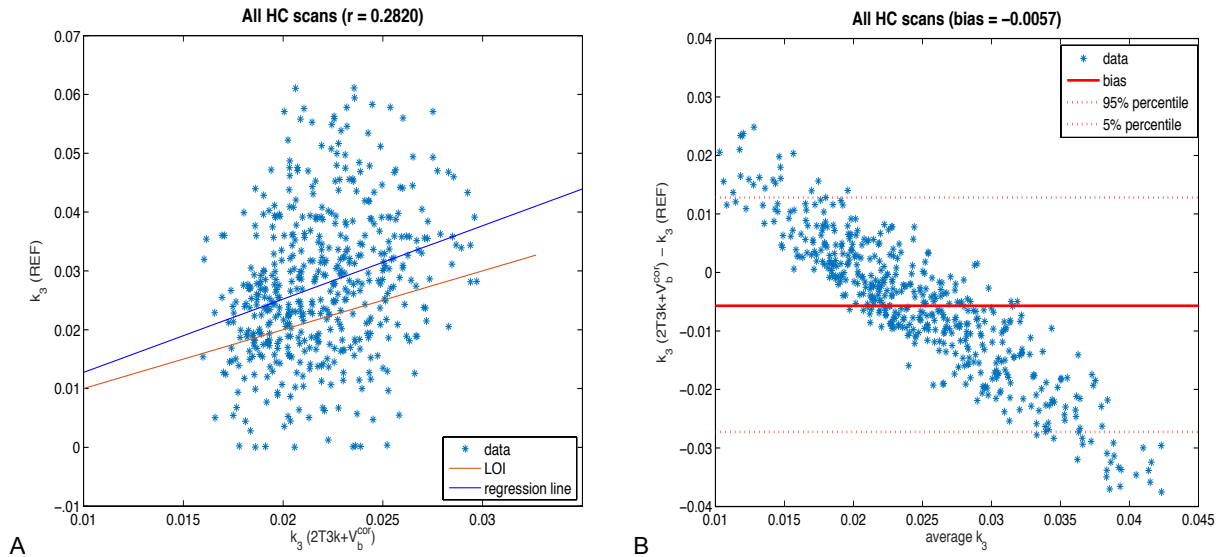 All HC scans (r = 0.2820)
0.07
0.06
0.05
0.04
0.03
0.02
0.01
0
-.01
k3 (REF)
data
LOI
regression line
0.01 0.015 0.02 0.025 0.03
k3 (2T3k+Vb^cor)
A
All HC scans (bias = −0.0057)
0.04
0.03
0.02
0.01
0
−0.01
−0.02
−0.03
−0.04
k3 (2T3k+Vb^cor) − k3 (REF)
data
bias
95% percentile
5% percentile
0.01 0.015 0.02 0.025 0.03 0.035 0.04 0.045
average k3
B